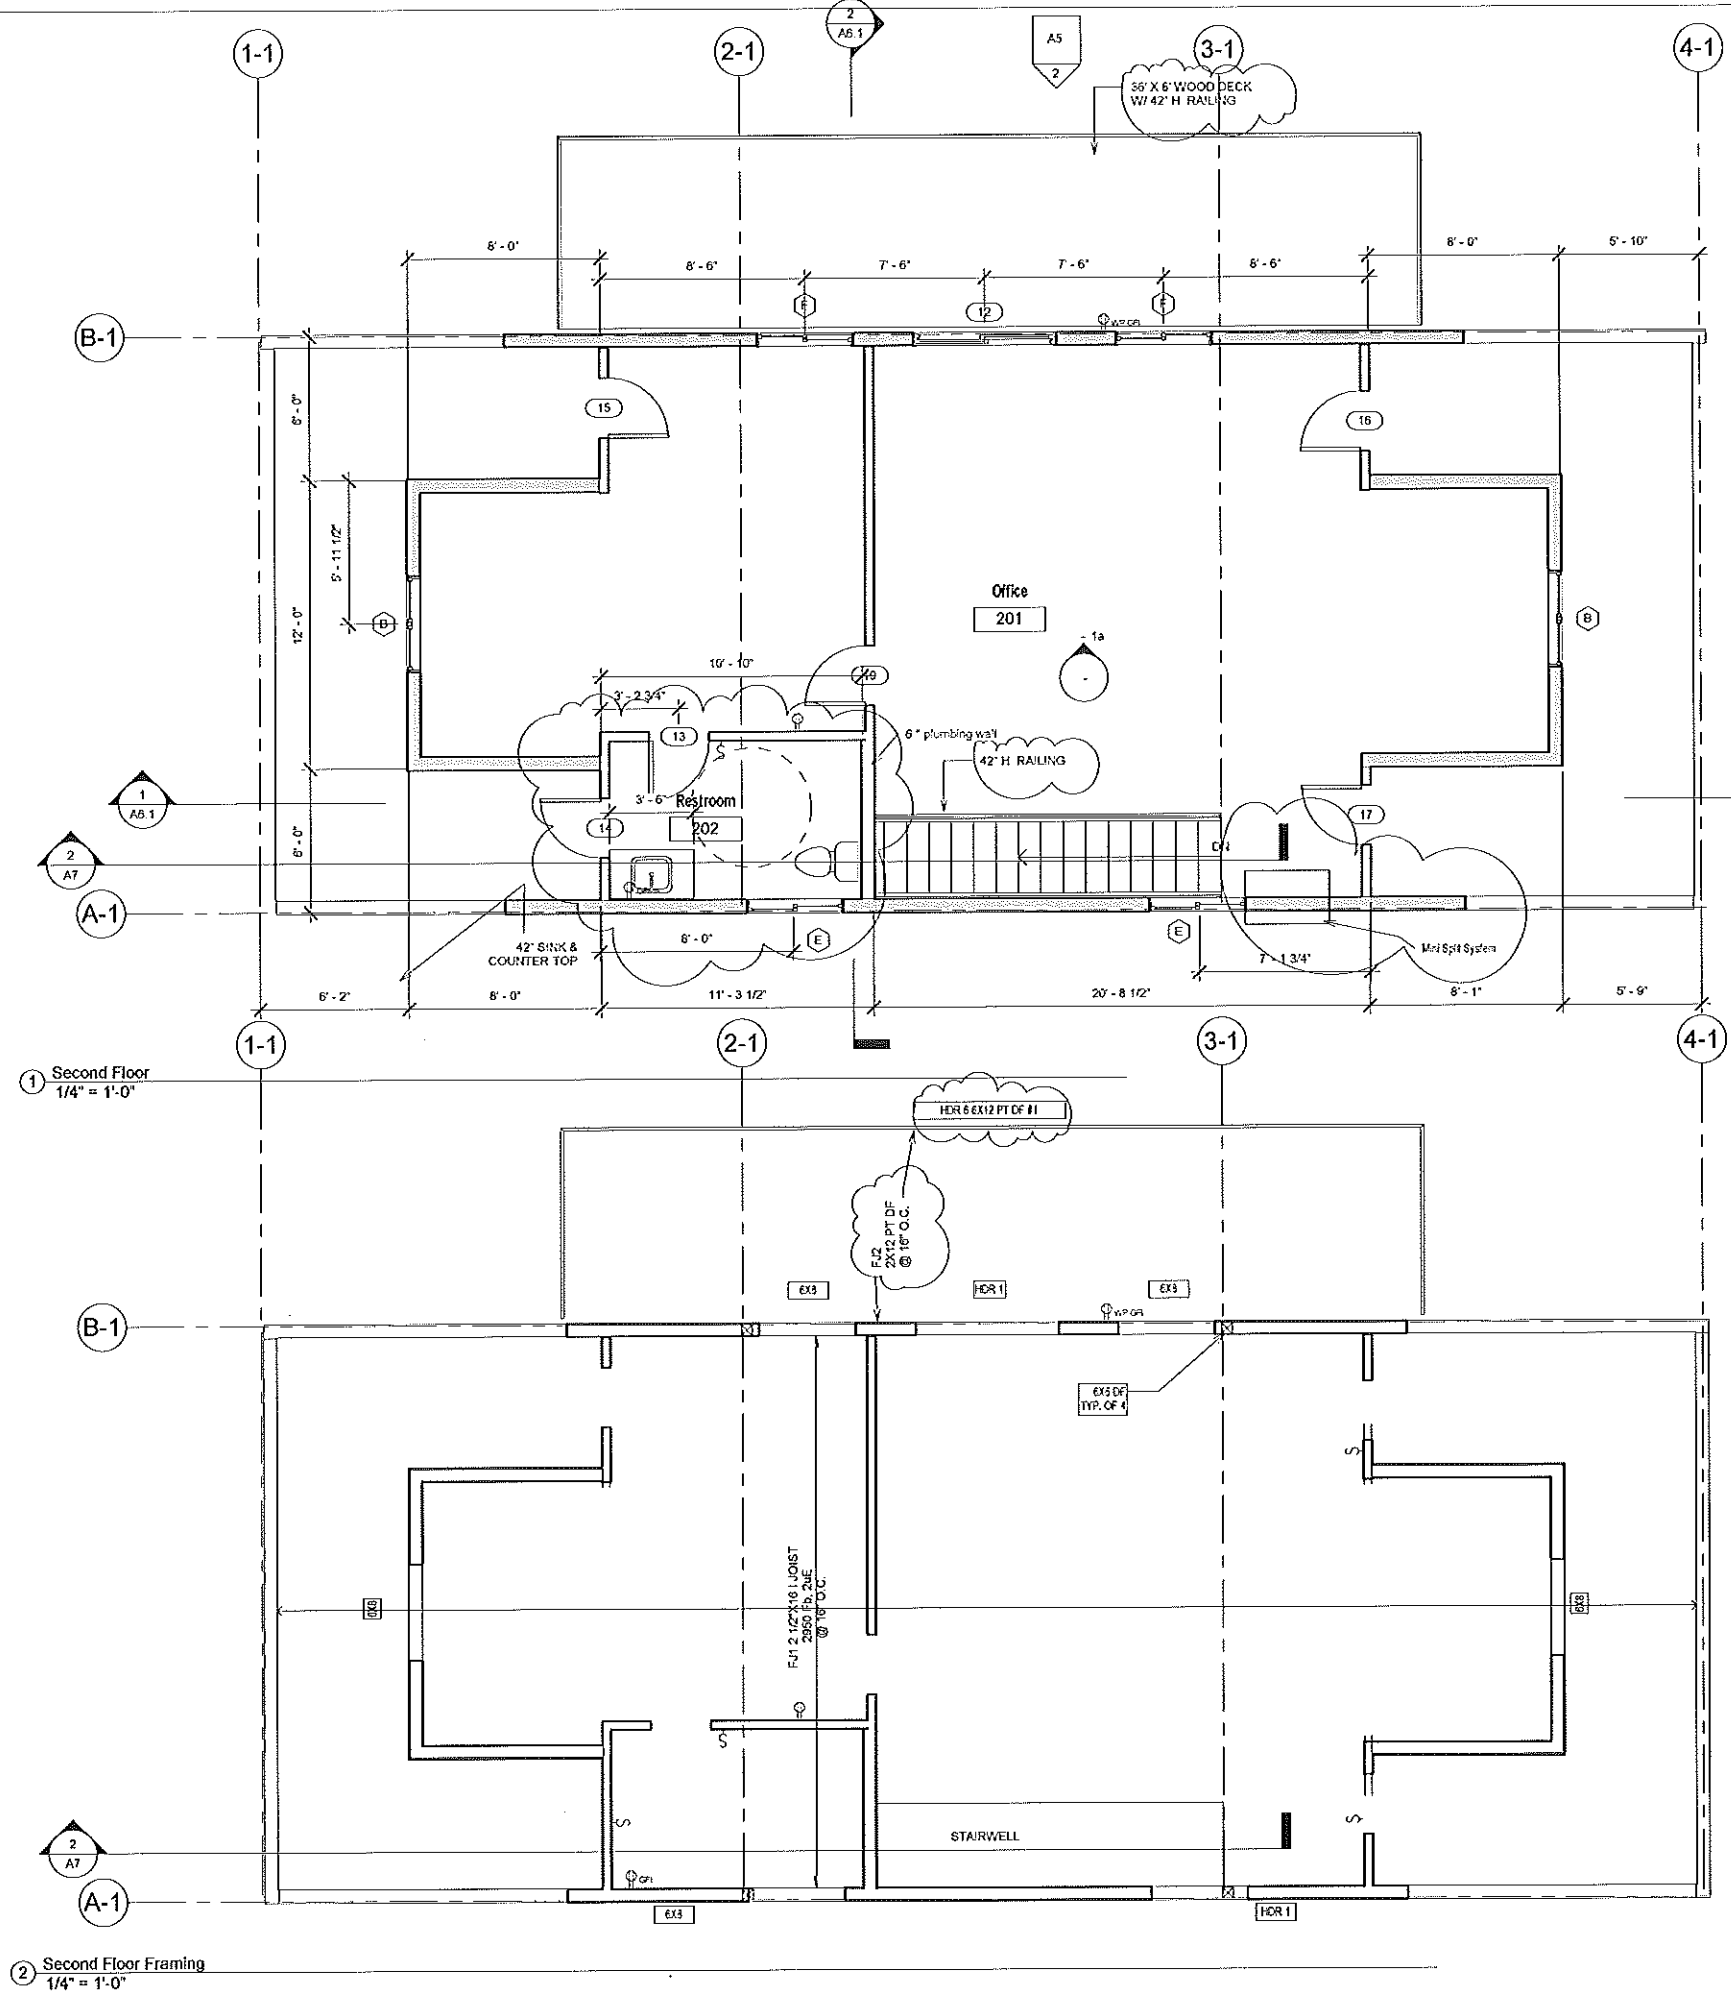 1-1
2-1
2
A6.1
A5
2
3-1
4-1
36' X 8' WOOD DECK
W/ 42" H RAILING
8' - 0"
8' - 6"
7' - 6"
7' - 6"
8' - 6"
8' - 0"
5' - 10"
F
12
F
WP GFI
B-1
6' - 0"
15
16
5' - 11 1/2"
12' - 0"
B
Office
201
B
1a
-
10' - 10"
19
3' - 2 3/4"
13
S
6" plumbing wall
42" H RAILING
1
A6.1
3' - 6"
Restroom
14
202
17
6' - 0"
2
A7
DN
A-1
42" SINK &
COUNTER TOP
6' - 0"
E
E
Mini Split System
7' - 1 3/4"
6' - 2"
8' - 0"
11' - 3 1/2"
20' - 8 1/2"
8' - 1"
5' - 9"
1-1
2-1
3-1
4-1
1
Second Floor
1/4" = 1'-0"
HDR 6 6X12 PT DF #1
FJ2
2X12 PT DF
@ 16" O.C.
6X8
HDR 1
6X8
WP GFI
B-1
6X6 DF
TYP. OF 4
S
6X8
FJ1 2 1/2"X16 I JOIST
2950 Fb, 2uE
@ 16" O.C.
6X8
S
S
S
STAIRWELL
2
A7
GFI
A-1
6X8
HDR 1
2
Second Floor Framing
1/4" = 1'-0"